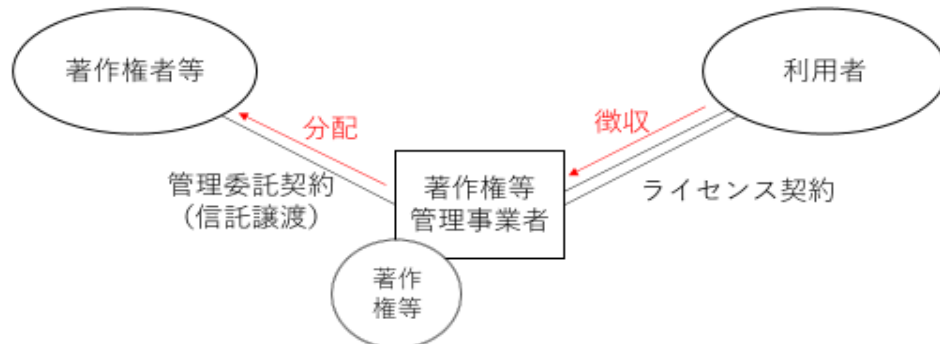 著作権者等
利用者
分配
徴収
管理委託契約
（信託譲渡）
著作権等
管理事業者
ライセンス契約
著作
権等